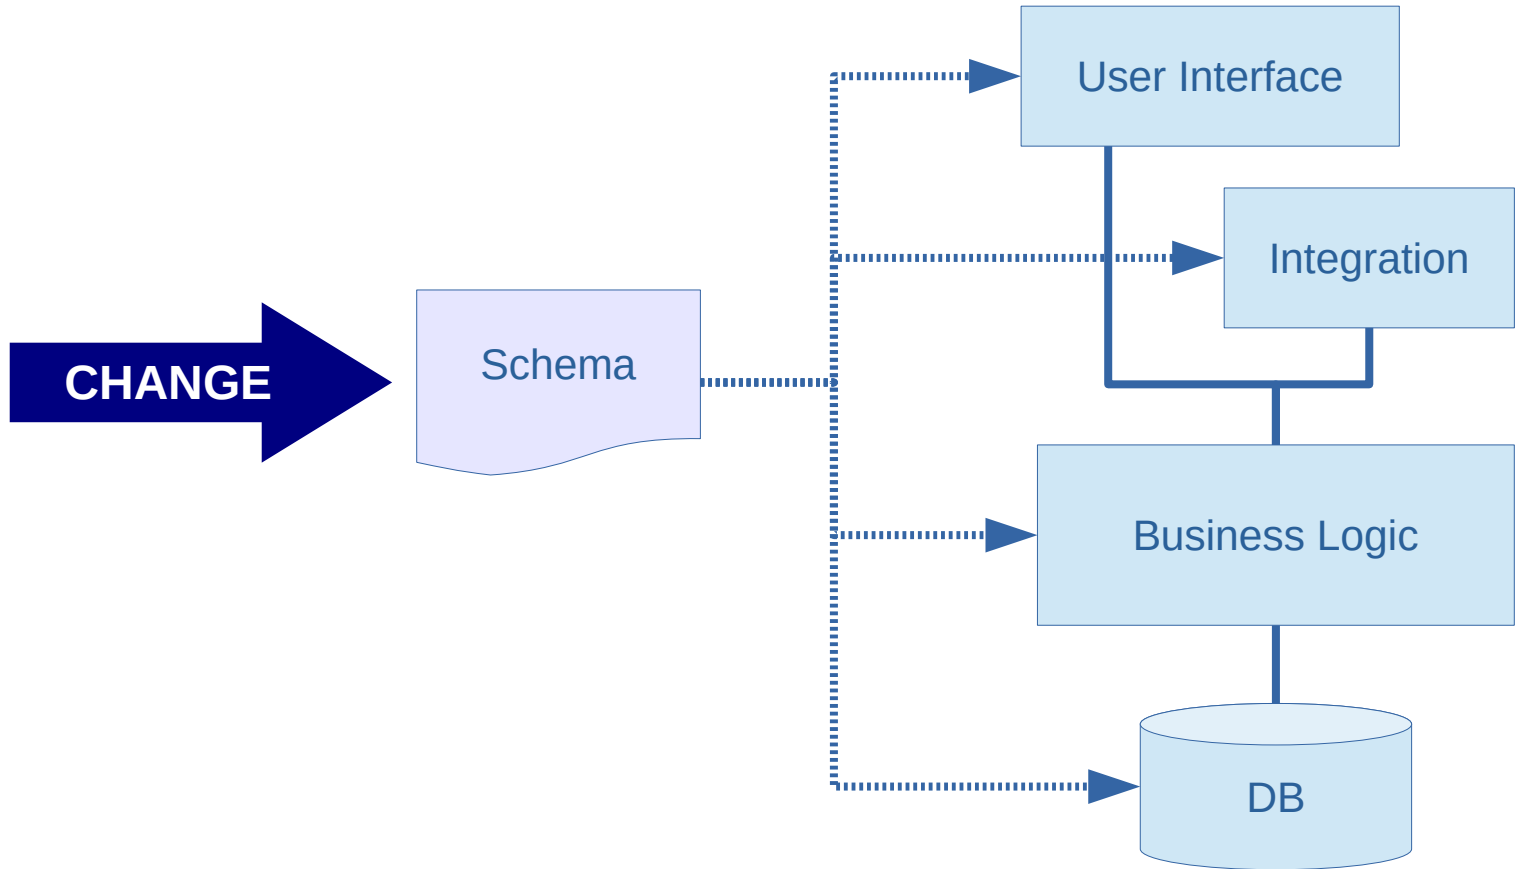 User Interface
Integration
CHANGE
Schema
Business Logic
DB